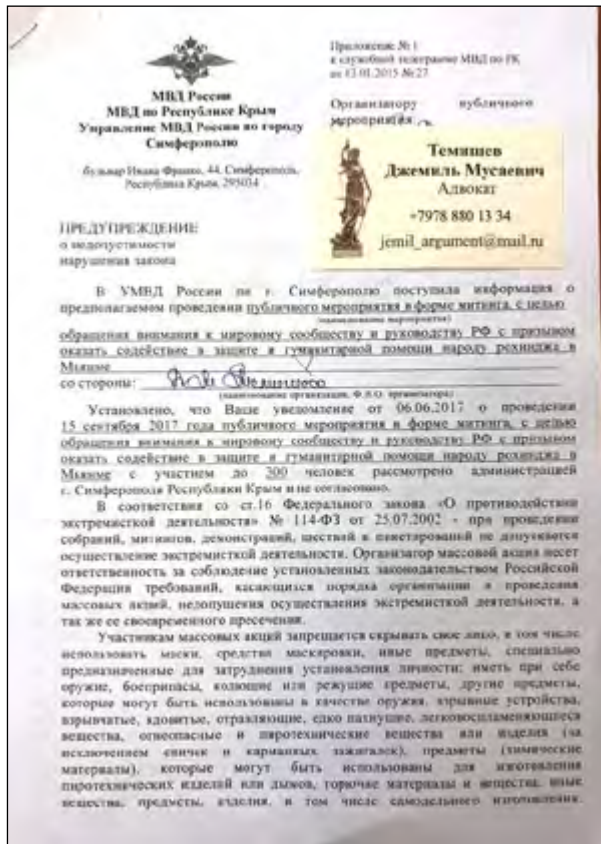 МВД России
МВД по Республике Крым
Управление МВД России по городу
Симферополю
бульвар Ивана Франко, 44, Симферополь,
Республика Крым, 295034
Приложение № 1
к служебной телеграмме МВД по РК
от 13.01.2015 № 27
Организатору публичного
мероприятия
Темишев
Джемиль Мусаевич
Адвокат
+7978 880 13 34
jemil_argument@mail.ru
ПРЕДУПРЕЖДЕНИЕ
о недопустимости
нарушения закона
В УМВД России по г. Симферополю поступила информация о
предполагаемом проведении публичного мероприятия в форме митинга, с целью
(наименование мероприятия)
обращения внимания к мировому сообществу и руководству РФ с призывом
оказать содействие в защите и гуманитарной помощи народу рохинджа в
Мьянме
со стороны:
(наименование организации, Ф.И.О. организатора)
Установлено, что Ваше уведомление от 06.06.2017 о проведении
15 сентября 2017 года публичного мероприятия в форме митинга, с целью
обращения внимания к мировому сообществу и руководству РФ с призывом
оказать содействие в защите и гуманитарной помощи народу рохинджа в
Мьянме с участием до 300 человек рассмотрено администрацией
г. Симферополя Республики Крым и не согласовано.
В соответствия со ст.16 Федерального закона «О противодействии
экстремистской деятельности» № 114-ФЗ от 25.07.2002 - при проведении
собраний, митингов, демонстраций, шествий и пикетирований не допускается
осуществление экстремисткой деятельности. Организатор массовой акции несет
ответственность за соблюдение установленных законодательством Российской
Федерации требований, касающихся порядка организации и проведения
массовых акций, недопущения осуществления экстремисткой деятельности, а
так же ее своевременного пресечения.
Участникам массовых акций запрещается скрывать свое лицо, в том числе
использовать маски, средства маскировки, иные предметы, специально
предназначенные для затруднения установления личности; иметь при себе
оружие, боеприпасы, колющие или режущие предметы, другие предметы,
которые могут быть использованы в качестве оружия, взрывные устройства,
взрывчатые, ядовитые, отравляющие, едко пахнущие, легковоспламеняющиеся
вещества, огнеопасные и пиротехнические вещества или изделия (за
исключением спичек и карманных зажигалок), предметы (химические
материалы), которые могут быть использованы для изготовления
пиротехнических изделий или дымов, горючие материалы и вещества, иные
вещества, предметы, изделия, в том числе самодельного изготовления,